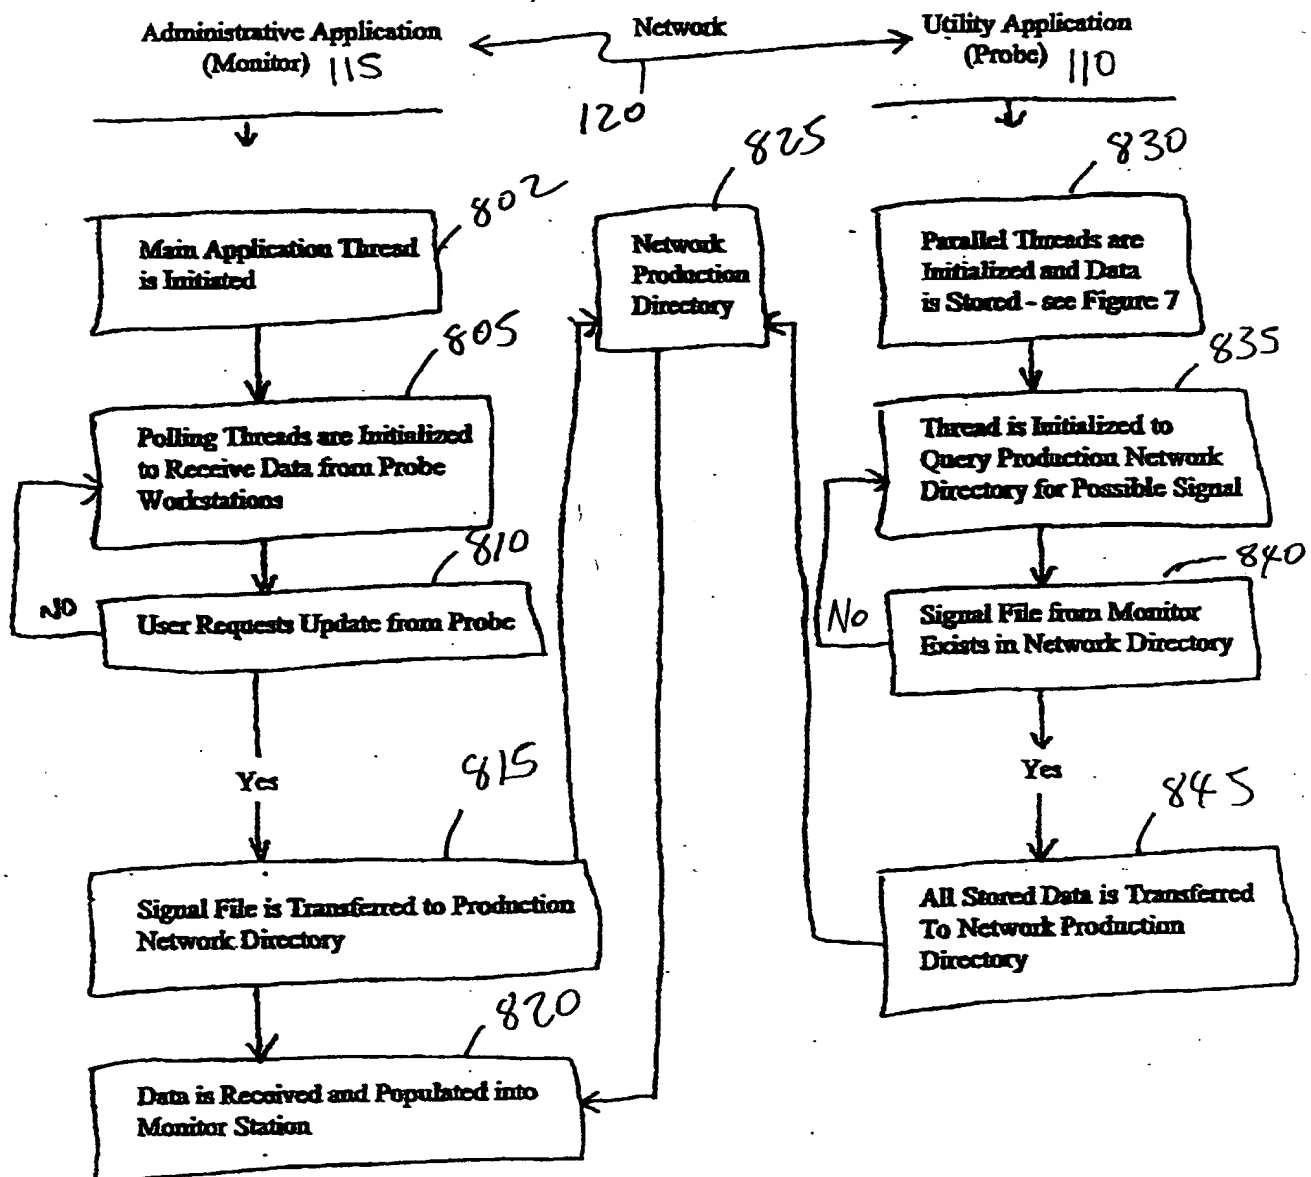 Administrative Application
(Monitor) 115
Network
120
Utility Application
(Probe) 110
802
Main Application Thread
is Initiated
805
Polling Threads are Initialized
to Receive Data from Probe
Workstations
810
NO
User Requests Update from Probe
Yes
815
Signal File is Transferred to Production
Network Directory
820
Data is Received and Populated into
Monitor Station
825
Network
Production
Directory
830
Parallel Threads are
Initialized and Data
is Stored - see Figure 7
835
Thread is Initialized to
Query Production Network
Directory for Possible Signal
840
No
Signal File from Monitor
Exists in Network Directory
Yes
845
All Stored Data is Transferred
To Network Production
Directory